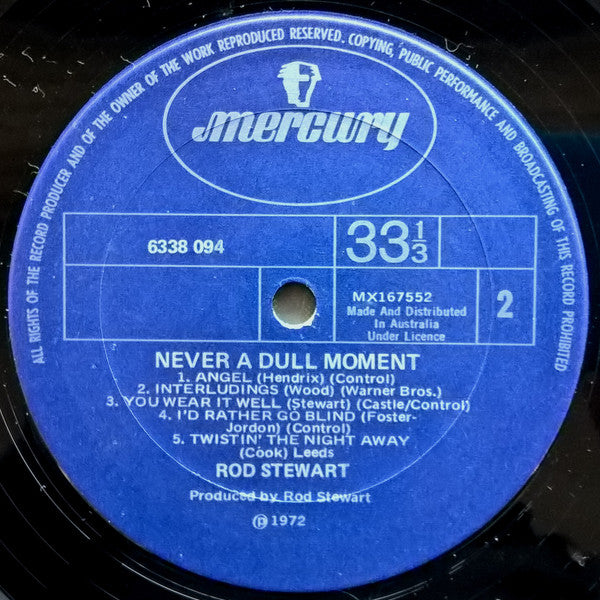 ALL RIGHTS OF THE RECORD PRODUCER AND OF THE OWNER OF THE WORK REPRODUCED RESERVED. COPYING, PUBLIC PERFORMANCE AND BROADCASTING OF THIS RECORD PROHIBITED
mercury
6338 094
33 1/3
MX167552
Made And Distributed
In Australia
Under Licence
2
NEVER A DULL MOMENT
1. ANGEL (Hendrix) (Control)
2. INTERLUDINGS (Wood) (Warner Bros.)
3. YOU WEAR IT WELL (Stewart) (Castle/Control)
4. I'D RATHER GO BLIND (Foster-
Jordon) (Control)
5. TWISTIN' THE NIGHT AWAY
(Cook) Leeds
ROD STEWART
Produced by Rod Stewart
℗ 1972